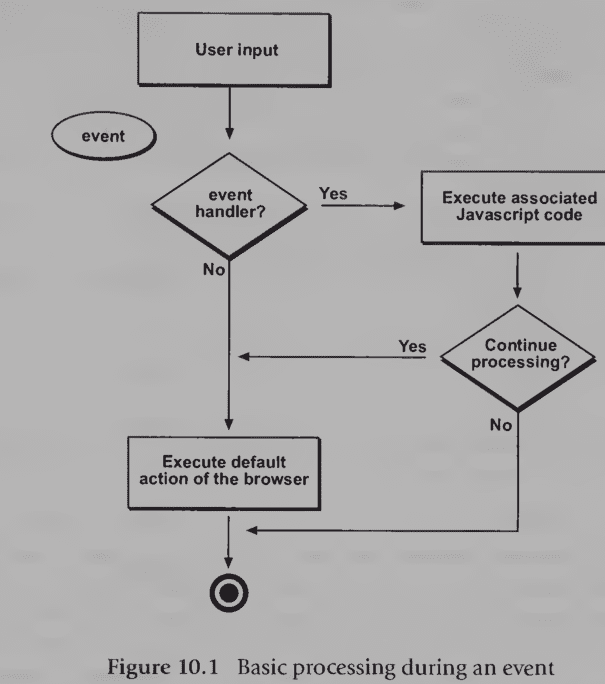 User input
event
event
handler?
Yes
Execute associated
Javascript code
No
Continue
processing?
Yes
No
Execute default
action of the browser
Figure 10.1 Basic processing during an event